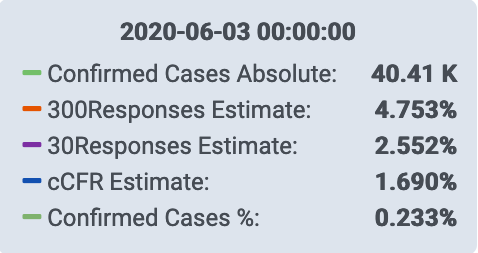 2020-06-03 00:00:00
Confirmed Cases Absolute: 40.41 K
300Responses Estimate: 4.753%
30Responses Estimate: 2.552%
cCFR Estimate: 1.690%
Confirmed Cases %: 0.233%